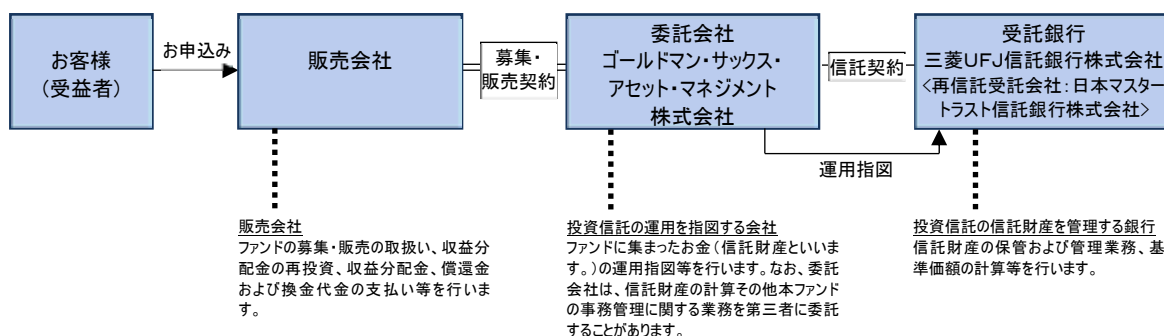 お客様
(受益者)
お申込み
販売会社
募集・
販売契約
委託会社
ゴールドマン・サックス・
アセット・マネジメント
株式会社
信託契約
受託銀行
三菱UFJ信託銀行株式会社
<再信託受託会社:日本マスター
トラスト信託銀行株式会社>
運用指図
販売会社
ファンドの募集・販売の取扱い、収益分
配金の再投資、収益分配金、償還金
および換金代金の支払い等を行いま
す。
投資信託の運用を指図する会社
ファンドに集まったお金(信託財産といいま
す。)の運用指図等を行います。なお、委託
会社は、信託財産の計算その他本ファンド
の事務管理に関する業務を第三者に委託
することがあります。
投資信託の信託財産を管理する銀行
信託財産の保管および管理業務、基
準価額の計算等を行います。